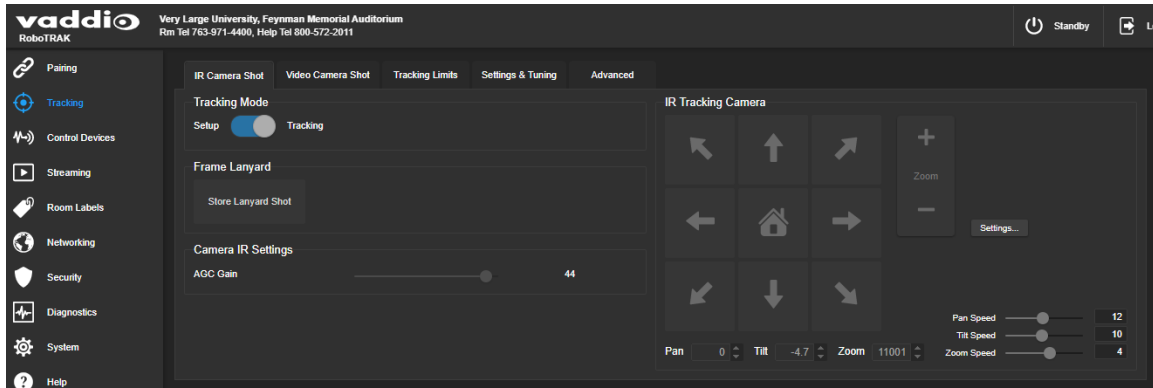 vaddio
RoboTRAK
Very Large University, Feynman Memorial Auditorium
Rm Tel 763-971-4400, Help Tel 800-572-2011
Standby
Pairing
Tracking
Control Devices
Streaming
Room Labels
Networking
Security
Diagnostics
System
Help
IR Camera Shot
Video Camera Shot
Tracking Limits
Settings & Tuning
Advanced
Tracking Mode
Setup Tracking
Frame Lanyard
Store Lanyard Shot
Camera IR Settings
AGC Gain 44
IR Tracking Camera
Zoom
Settings...
Pan Speed 12
Tilt Speed 10
Zoom Speed 4
Pan 0 Tilt -4.7 Zoom 11001